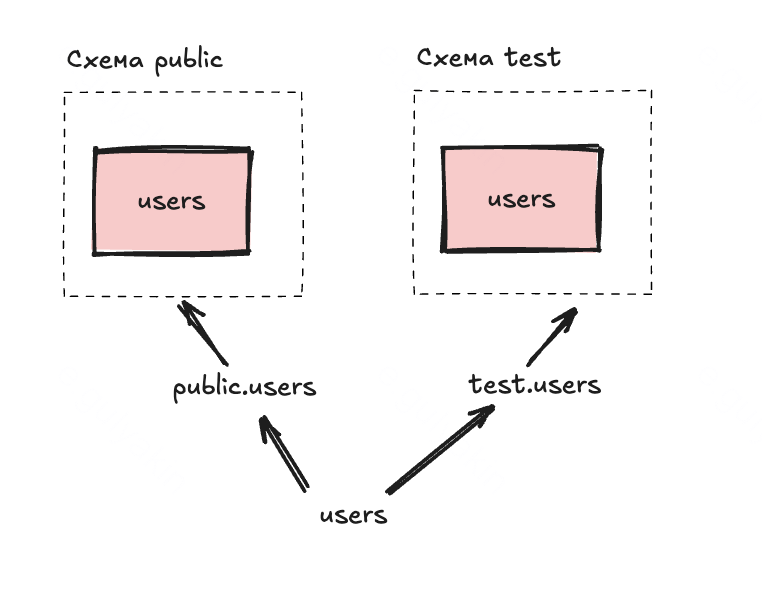 Схема public
Схема test
users
users
public.users
test.users
users